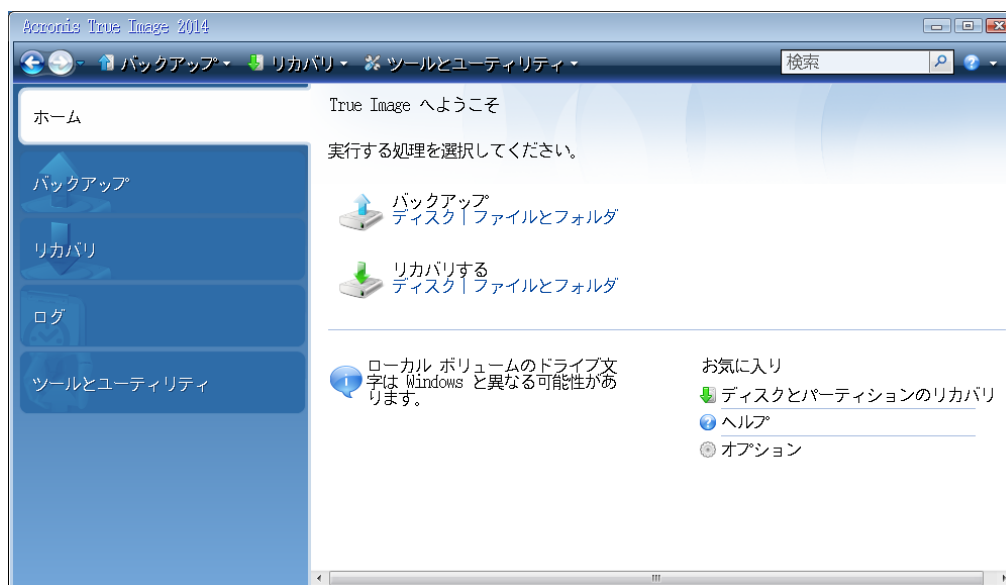 Acronis True Image 2014
バックアップ リカバリ ツールとユーティリティ 検索
ホーム
バックアップ
リカバリ
ログ
ツールとユーティリティ
True Image へようこそ
実行する処理を選択してください。
バックアップ
ディスク | ファイルとフォルダ
リカバリする
ディスク | ファイルとフォルダ
ローカル ボリュームのドライブ文
字は Windows と異なる可能性があ
ります。
お気に入り
ディスクとパーティションのリカバリ
ヘルプ
オプション